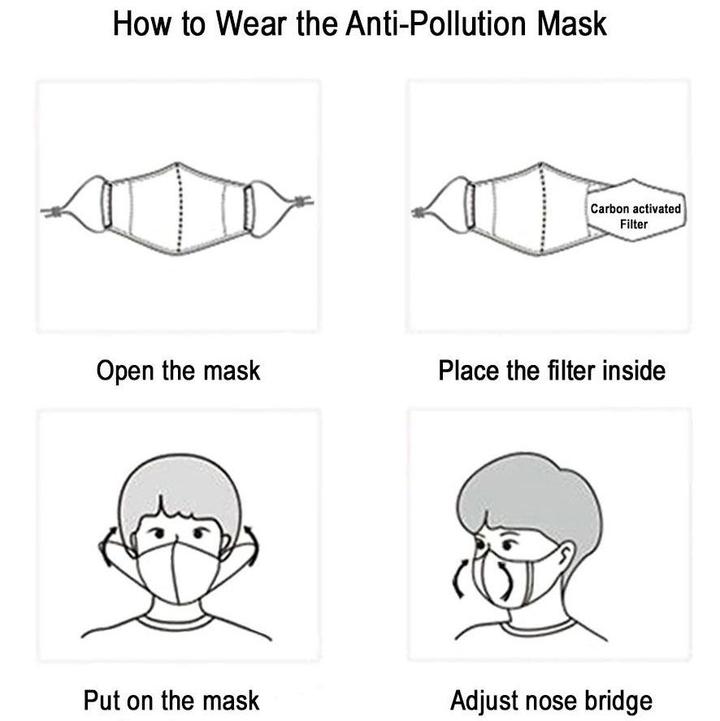 How to Wear the Anti-Pollution Mask
Carbon activated
Filter
Open the mask
Place the filter inside
Put on the mask
Adjust nose bridge